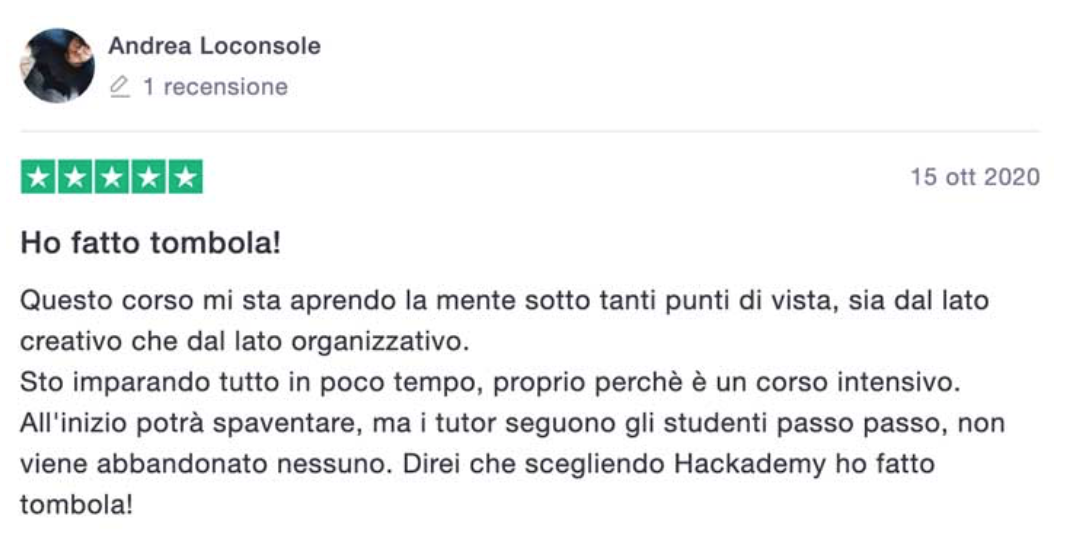 Andrea Loconsole
1 recensione
15 ott 2020
Ho fatto tombola!
Questo corso mi sta aprendo la mente sotto tanti punti di vista, sia dal lato
creativo che dal lato organizzativo.
Sto imparando tutto in poco tempo, proprio perchè è un corso intensivo.
All'inizio potrà spaventare, ma i tutor seguono gli studenti passo passo, non
viene abbandonato nessuno. Direi che scegliendo Hackademy ho fatto
tombola!